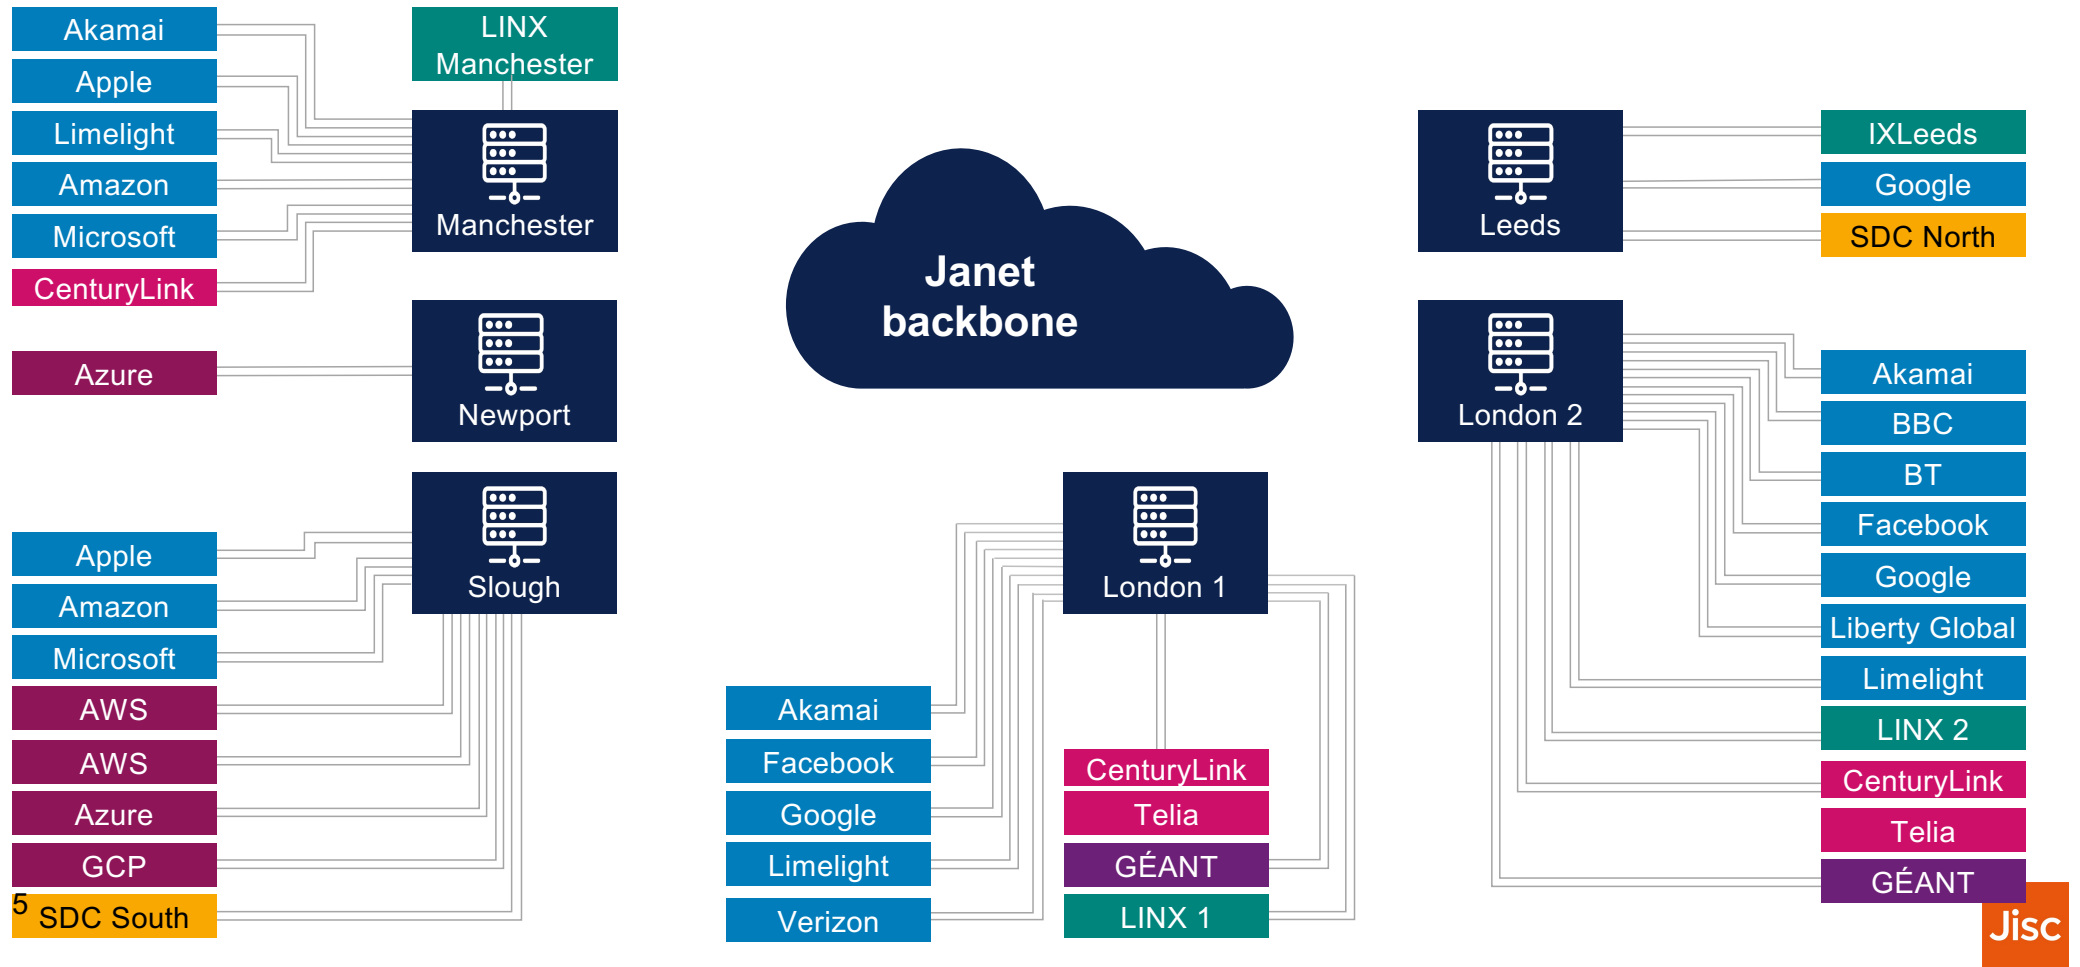 Akamai
Apple
Limelight
Amazon
Microsoft
CenturyLink
LINX
Manchester
Manchester
Azure
Newport
Apple
Amazon
Microsoft
AWS
AWS
Azure
GCP
SDC South
5
Slough
Janet
backbone
London 1
Akamai
Facebook
Google
Limelight
Verizon
CenturyLink
Telia
GÉANT
LINX 1
Leeds
IXLeeds
Google
SDC North
London 2
Akamai
BBC
BT
Facebook
Google
Liberty Global
Limelight
LINX 2
CenturyLink
Telia
GÉANT
Jisc